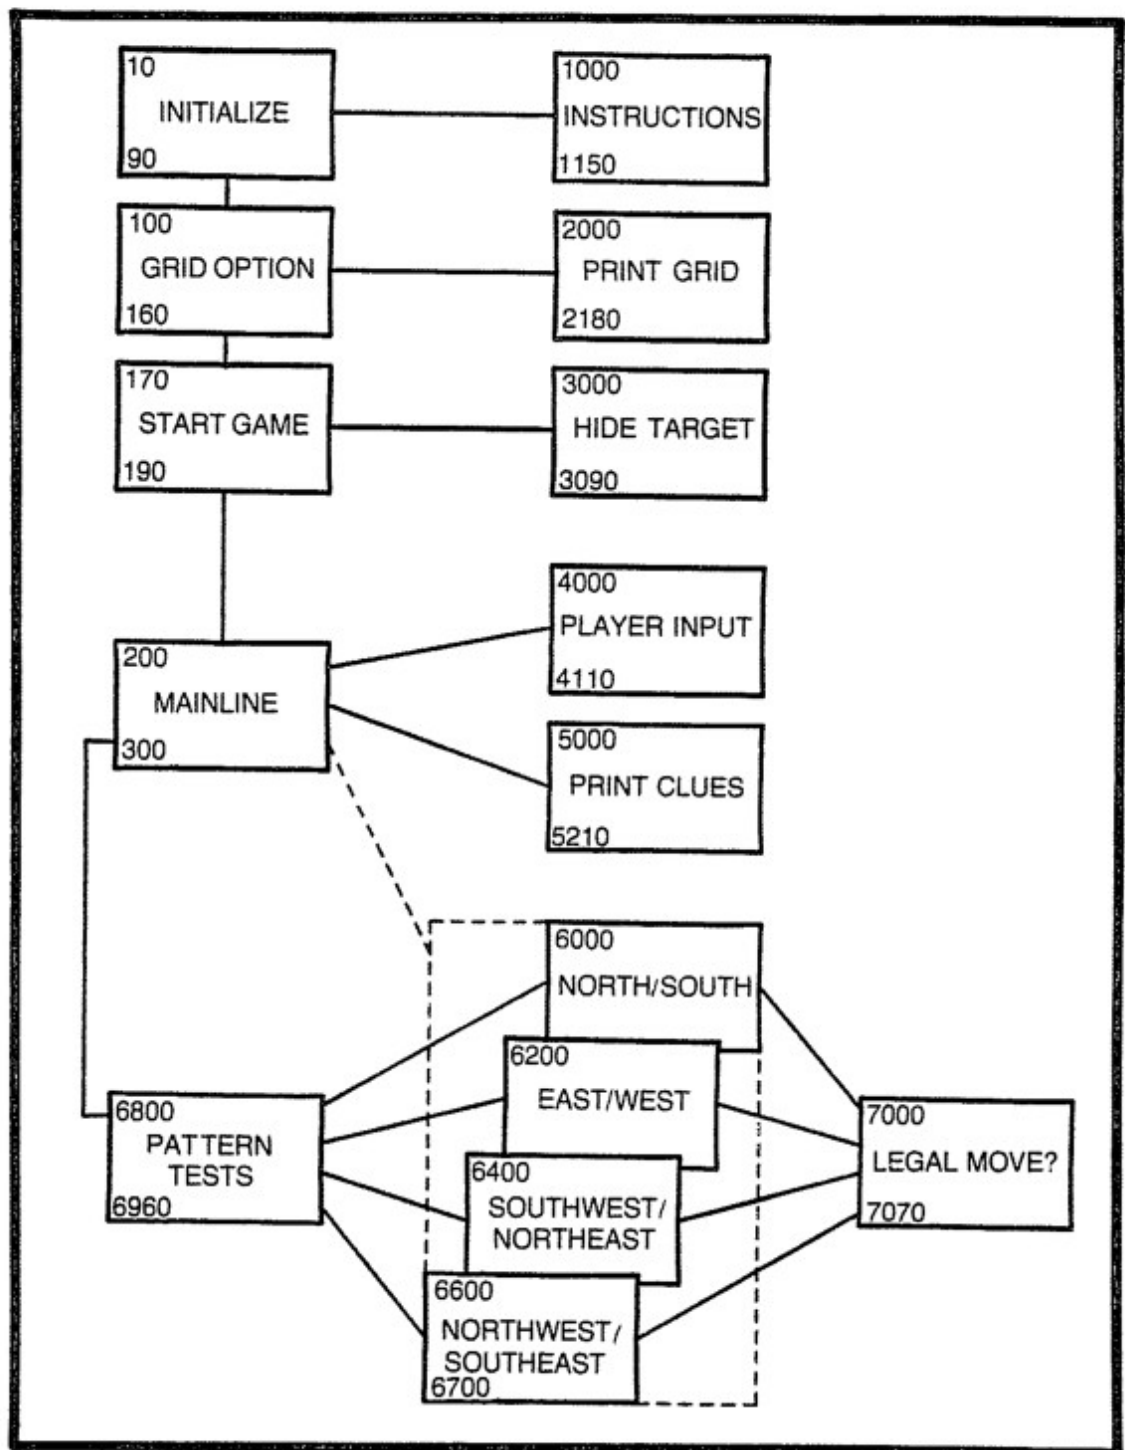 10
INITIALIZE
90
1000
INSTRUCTIONS
1150
100
GRID OPTION
160
2000
PRINT GRID
2180
170
START GAME
190
3000
HIDE TARGET
3090
4000
PLAYER INPUT
4110
200
MAINLINE
300
5000
PRINT CLUES
5210
6000
NORTH/SOUTH
6200
EAST/WEST
6800
PATTERN
TESTS
6960
6400
SOUTHWEST/
NORTHEAST
7000
LEGAL MOVE?
7070
6600
NORTHWEST/
SOUTHEAST
6700